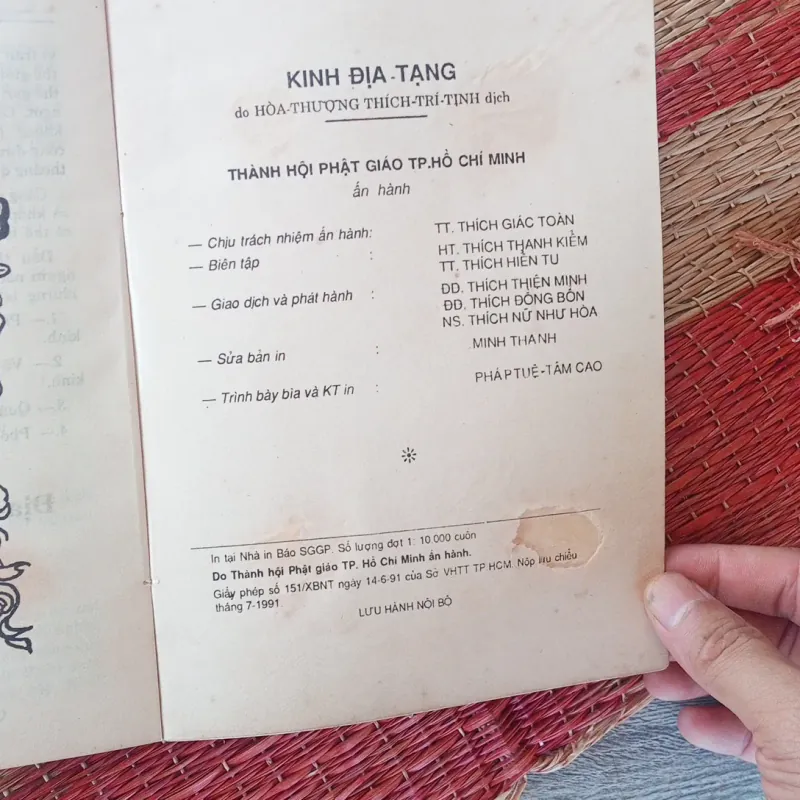 KINH ĐỊA-TẠNG
do HÒA-THƯỢNG THÍCH-TRÍ-TỊNH dịch
THÀNH HỘI PHẬT GIÁO TP.HỒ CHÍ MINH
ấn hành
— Chịu trách nhiệm ấn hành: TT. THÍCH GIÁC TOÀN
— Biên tập : HT. THÍCH THANH KIỂM
TT. THÍCH HIỂN TU
— Giao dịch và phát hành : ĐĐ. THÍCH THIỆN MINH
ĐĐ. THÍCH ĐỒNG BỔN
NS. THÍCH NỮ NHƯ HÒA
— Sửa bản in : MINH THANH
— Trình bày bìa và KT in : PHÁP TUỆ-TÂM CAO
In tại Nhà in Báo SGGP. Số lượng đợt 1: 10.000 cuốn
Do Thành hội Phật giáo TP. Hồ Chí Minh ấn hành.
Giấy phép số 151/XBNT ngày 14-6-91 của Sở VHTT TP.HCM. Nộp lưu chiểu
tháng 7-1991.
LƯU HÀNH NỘI BỘ